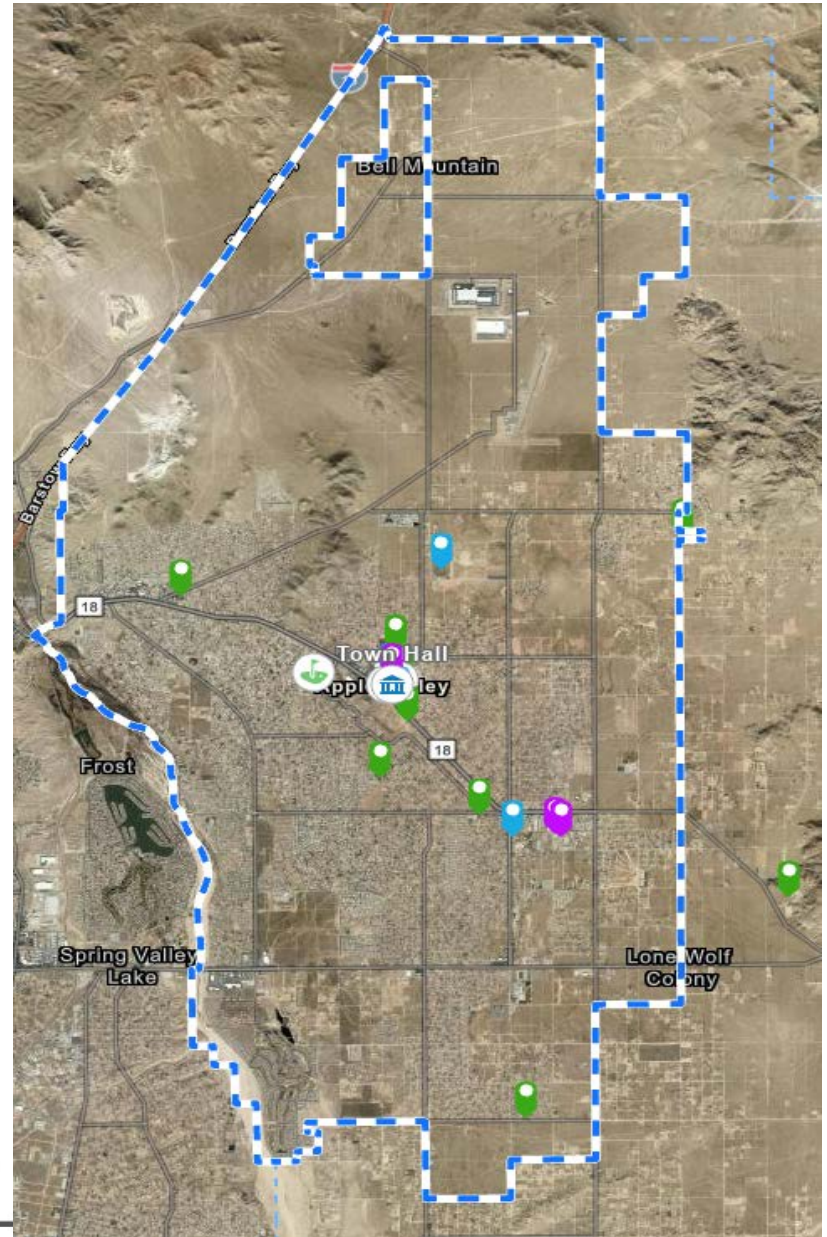 Bell Mountain
Barstow
18
Town Hall
18
Frost
Spring Valley
Lake
Lone Wolf
Colony